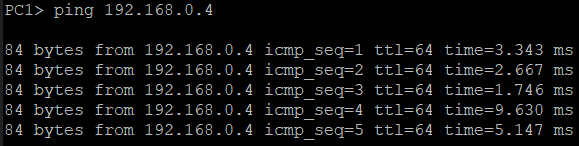 PC1> ping 192.168.0.4
84 bytes from 192.168.0.4 icmp_seq=1 ttl=64 time=3.343 ms
84 bytes from 192.168.0.4 icmp_seq=2 ttl=64 time=2.667 ms
84 bytes from 192.168.0.4 icmp_seq=3 ttl=64 time=1.746 ms
84 bytes from 192.168.0.4 icmp_seq=4 ttl=64 time=9.630 ms
84 bytes from 192.168.0.4 icmp_seq=5 ttl=64 time=5.147 ms